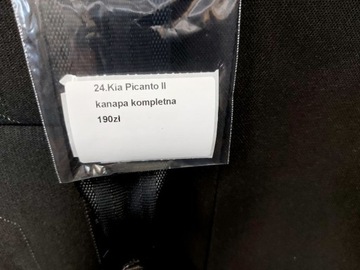 24.Kia Picanto II
kanapa kompletna
190zł